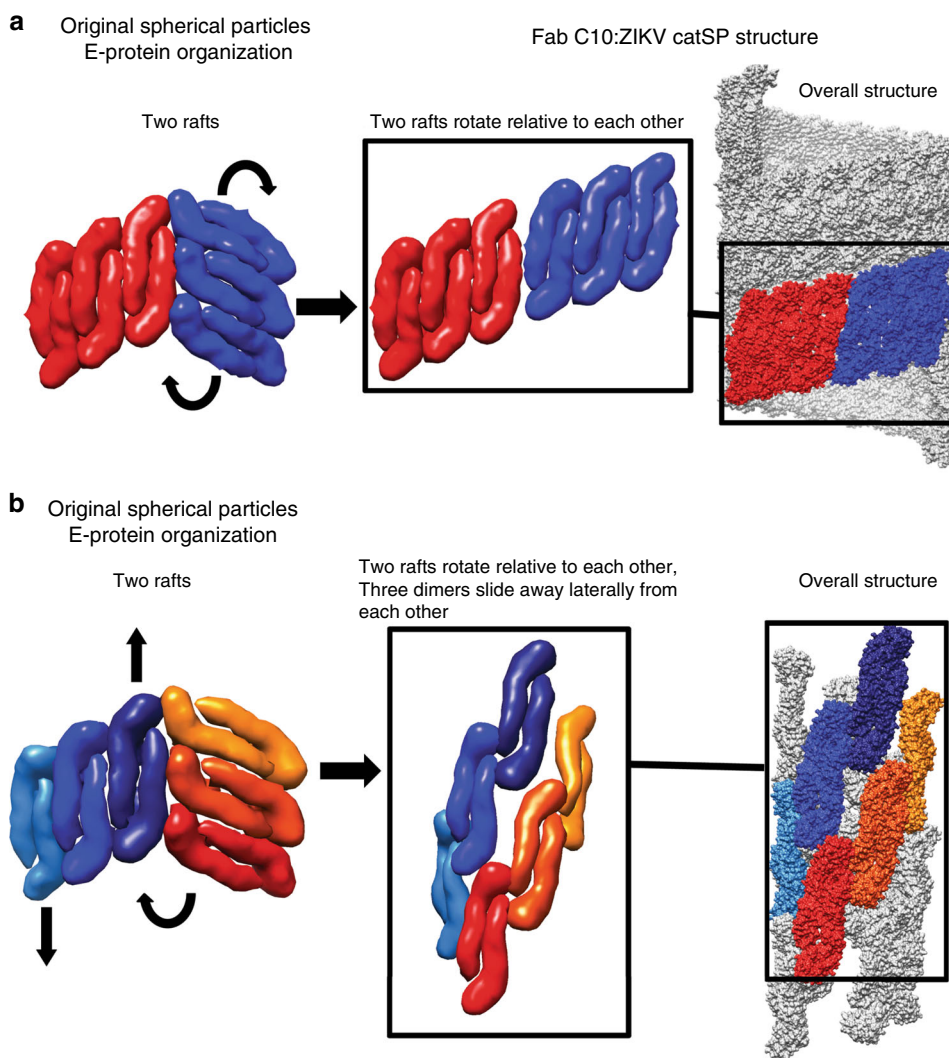 a
Original spherical particles
E-protein organization
Fab C10:ZIKV catSP structure
Overall structure
Two rafts
Two rafts rotate relative to each other
b
Original spherical particles
E-protein organization
Two rafts
Two rafts rotate relative to each other,
Three dimers slide away laterally from
each other
Overall structure